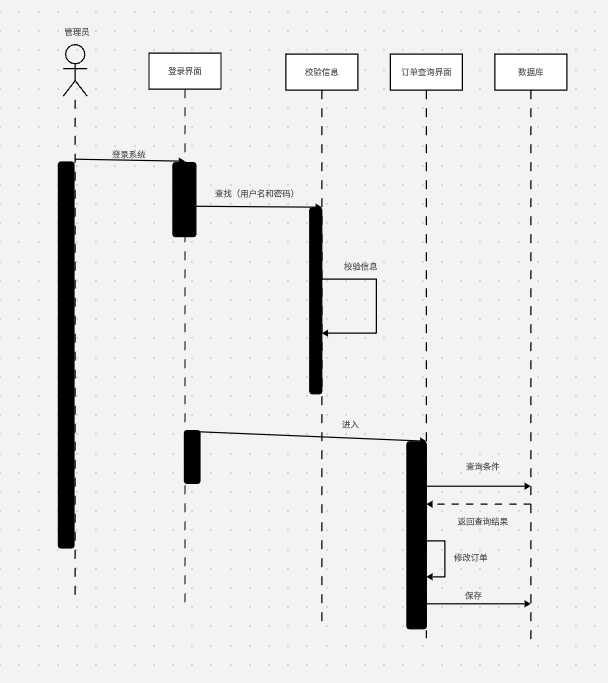 管理员
登录界面
校验信息
订单查询界面
数据库
登录系统
查找（用户名和密码）
校验信息
进入
查询条件
返回查询结果
修改订单
保存